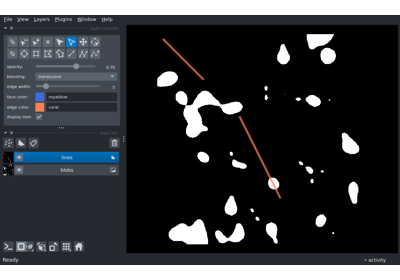 File View Layers Plugins Window Help
opacity: 0.70
blending: translucent
edge width: 5
face color: royalblue
edge color: coral
display text: ✓
lines
blobs
Ready activity